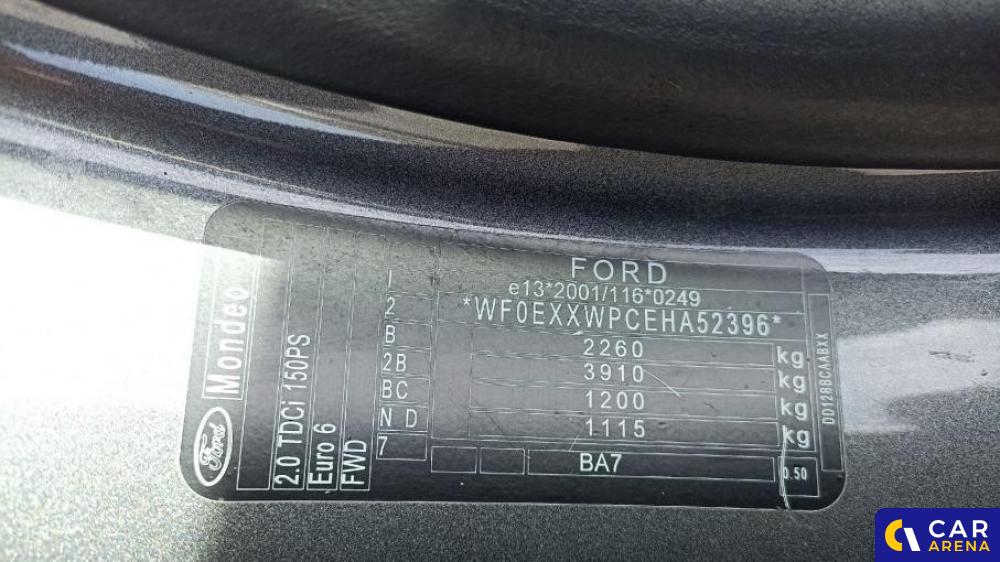 FORD
e13*2001/116*0249
*WF0EXXWPCEHA52396*
2260 kg
3910 kg
1200 kg
1115 kg
BA7
0.50
1
2
B
2B
BC
N D
7
Ford
Mondeo
2.0 TDCi 150PS
Euro 6
FWD
CAR
ARENA